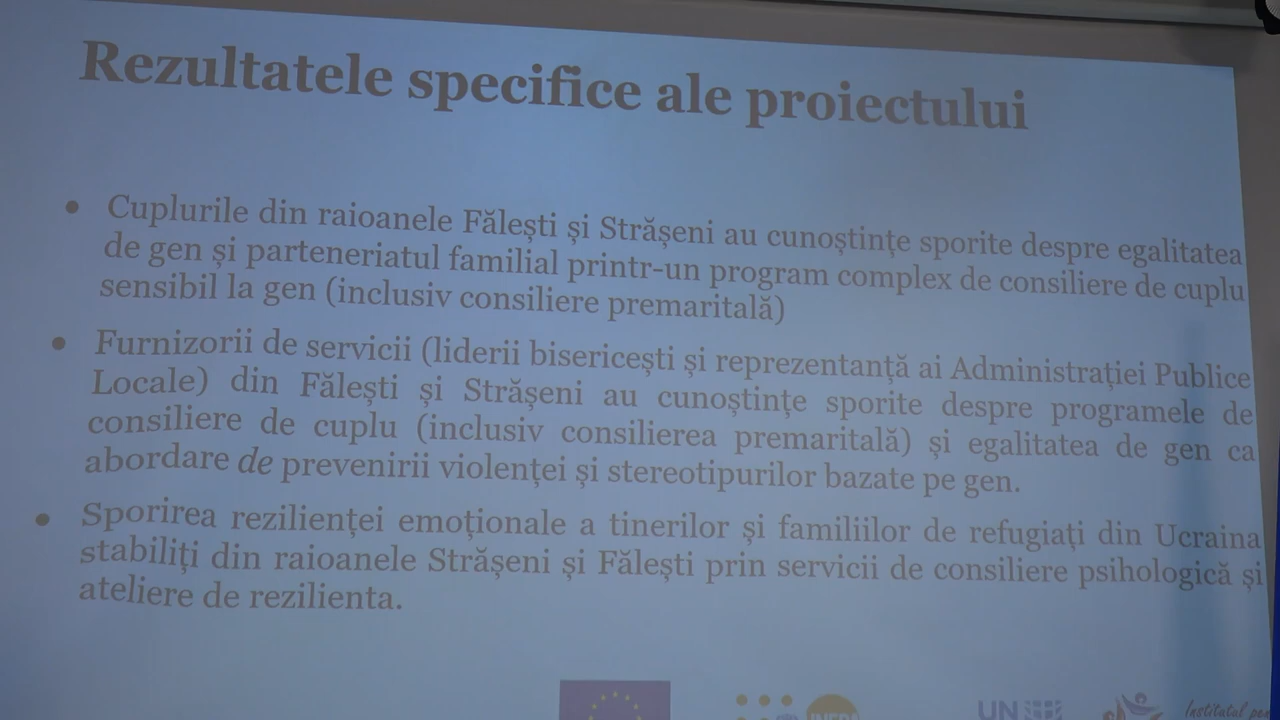 Rezultatele specifice ale proiectului
• Cuplurile din raioanele Fălești și Strășeni au cunoștințe sporite despre egalitatea
de gen și parteneriatul familial printr-un program complex de consiliere de cuplu
sensibil la gen (inclusiv consiliere premaritală)
• Furnizorii de servicii (liderii bisericești și reprezentanță ai Administrației Publice
Locale) din Fălești și Strășeni au cunoștințe sporite despre programele de
consiliere de cuplu (inclusiv consilierea premaritală) și egalitatea de gen ca
abordare de prevenirii violenței și stereotipurilor bazate pe gen.
• Sporirea rezilienței emoționale a tinerilor și familiilor de refugiați din Ucraina
stabiliți din raioanele Strășeni și Fălești prin servicii de consiliere psihologică și
ateliere de rezilienta.
UNFPA
UN
Institutul